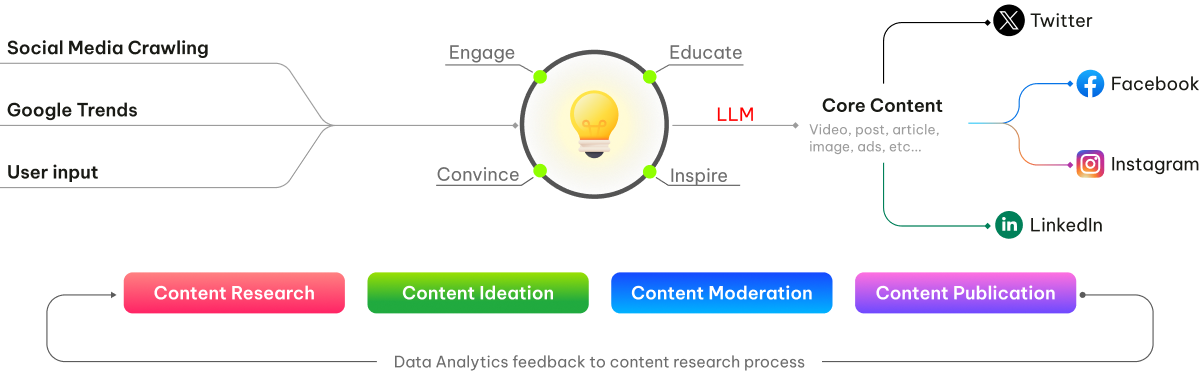 Social Media Crawling
Google Trends
User input
Engage
Educate
Convince
Inspire
LLM
Core Content
Video, post, article,
image, ads, etc...
Twitter
Facebook
Instagram
LinkedIn
Content Research
Content Ideation
Content Moderation
Content Publication
Data Analytics feedback to content research process